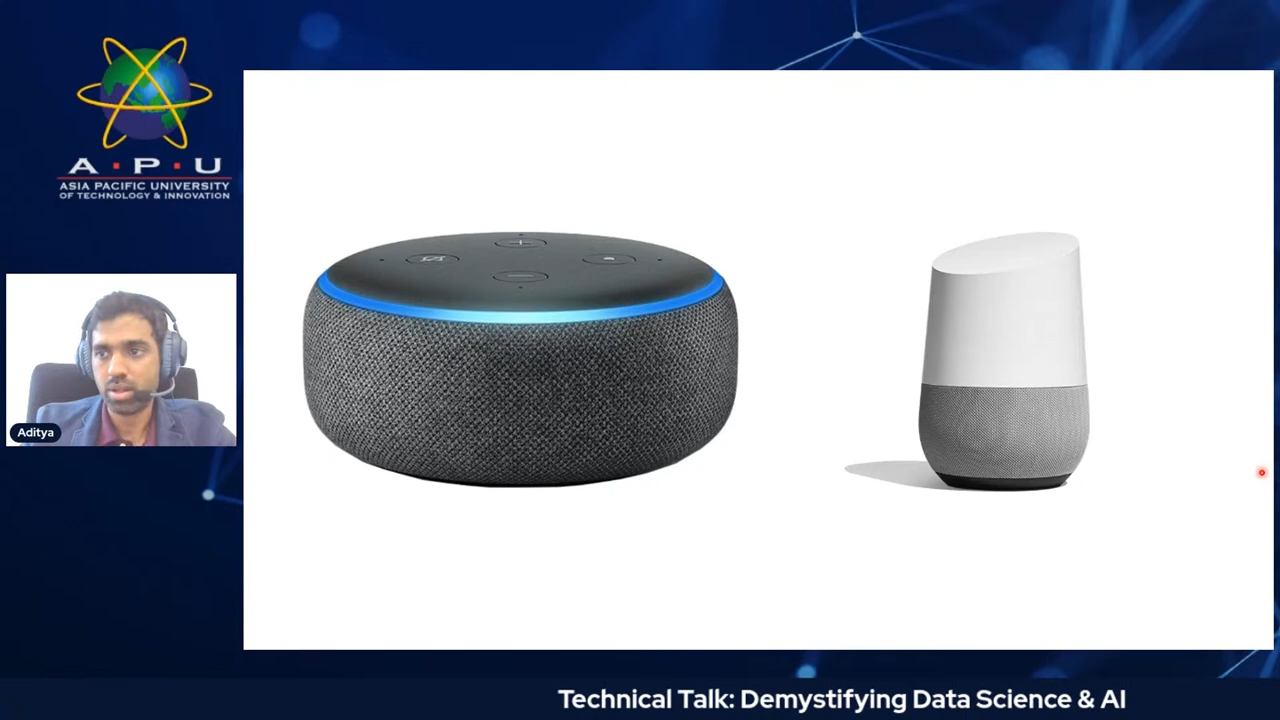 A·P·U
ASIA PACIFIC UNIVERSITY
OF TECHNOLOGY & INNOVATION
Aditya
Technical Talk: Demystifying Data Science & AI